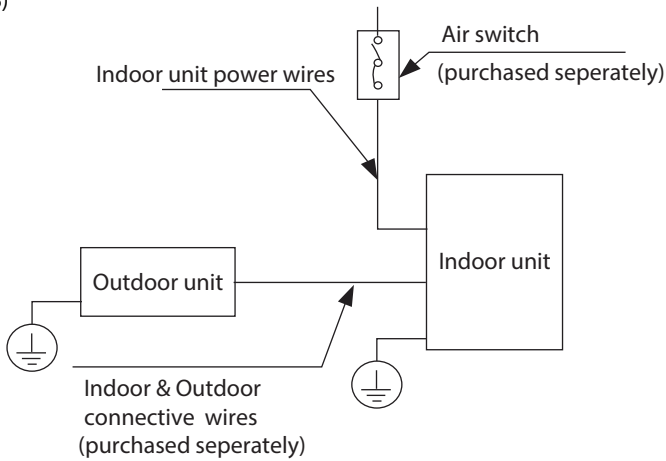 Air switch
(purchased seperately)
Indoor unit power wires
Outdoor unit
Indoor unit
Indoor & Outdoor
connective wires
(purchased seperately)